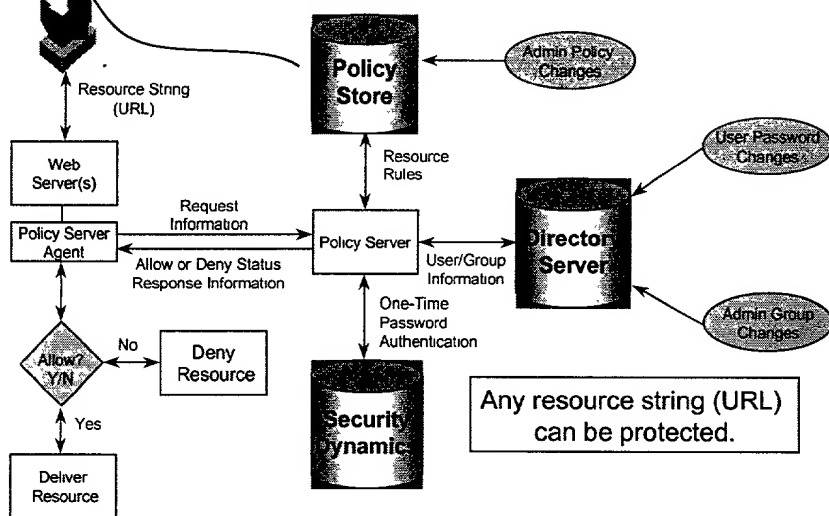 Admin Policy
Changes
Policy
Store
Resource String
(URL)
User Password
Changes
Web
Server(s)
Resource
Rules
Request
Information
Policy Server
Agent
Policy Server
Directory
Server
Allow or Deny Status
Response Information
User/Group
Information
One-Time
Password
Authentication
Admin Group
Changes
Allow?
Y/N
No
Deny
Resource
Yes
Security
Dynamic
Any resource string (URL)
can be protected.
Deliver
Resource